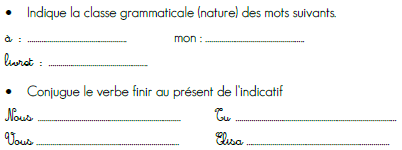 • Indique la classe grammaticale (nature) des mots suivants.
à : ........................ mon : ........................
livret : ........................
• Conjugue le verbe finir au présent de l'indicatif
Nous ........................ Tu ........................
Vous ........................ Elisa ........................